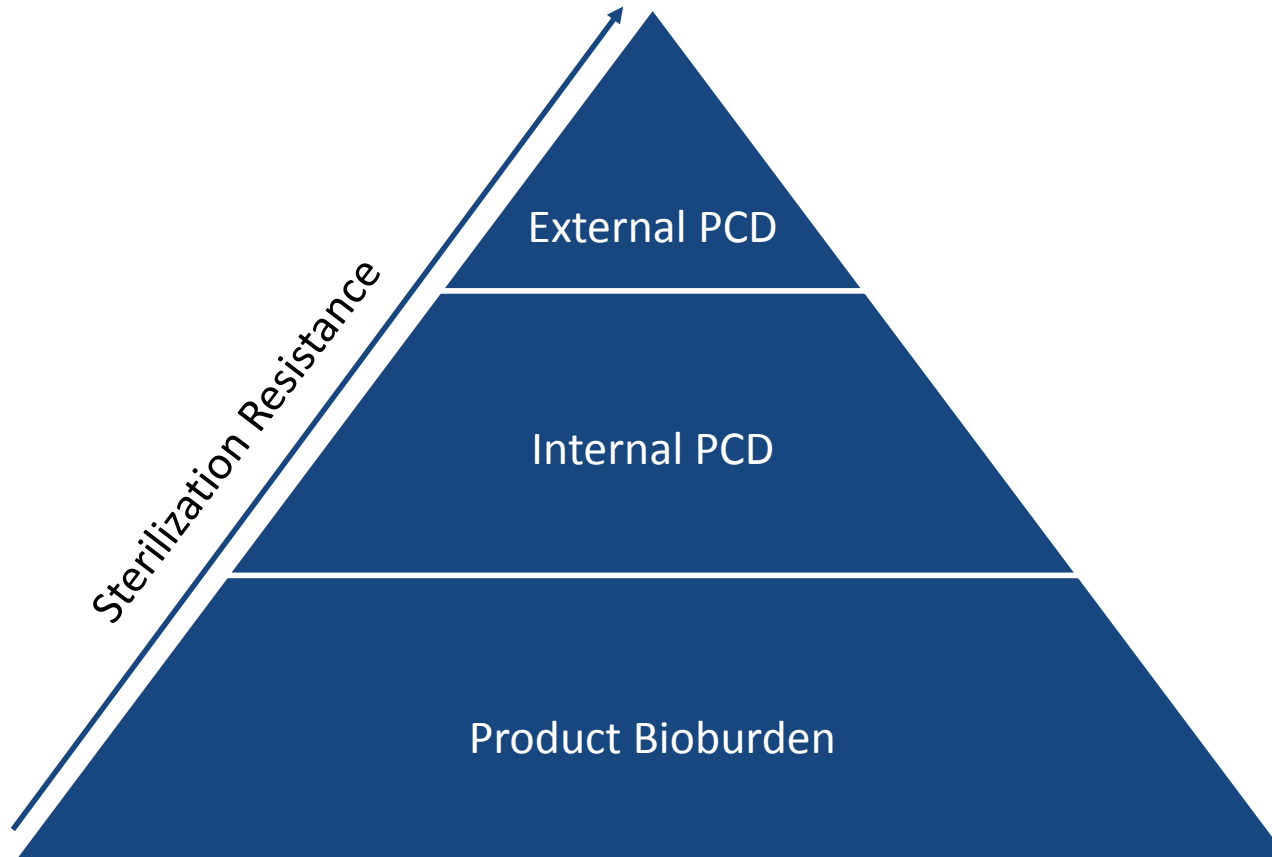 External PCD
Sterilization Resistance
Internal PCD
Product Bioburden